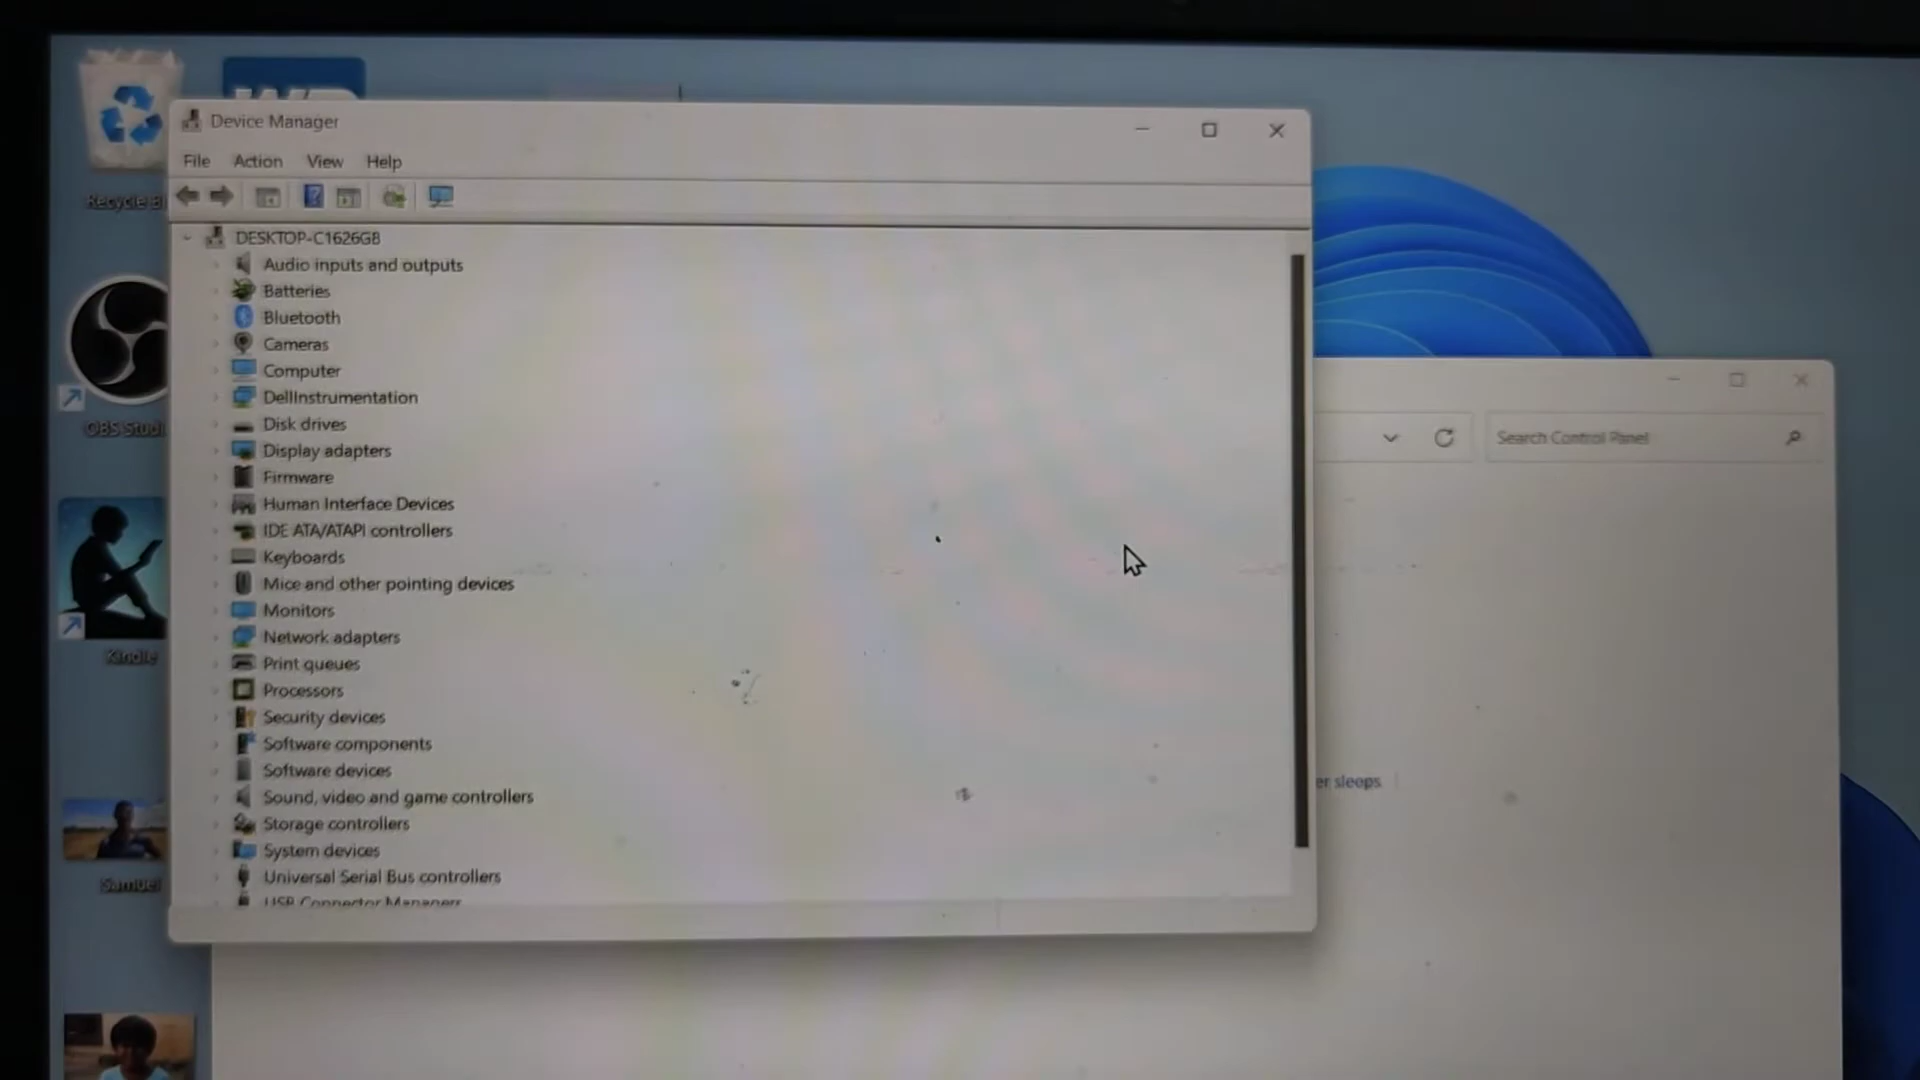 Device Manager
File Action View Help
DESKTOP-C1626GB
Audio inputs and outputs
Batteries
Bluetooth
Cameras
Computer
DellInstrumentation
Disk drives
Display adapters
Firmware
Human Interface Devices
IDE ATA/ATAPI controllers
Keyboards
Mice and other pointing devices
Monitors
Network adapters
Print queues
Processors
Security devices
Software components
Software devices
Sound, video and game controllers
Storage controllers
System devices
Universal Serial Bus controllers
USB Connector Managers
Recycle
Kindle
Samuel
OBS
Search Control Panel
sleeps